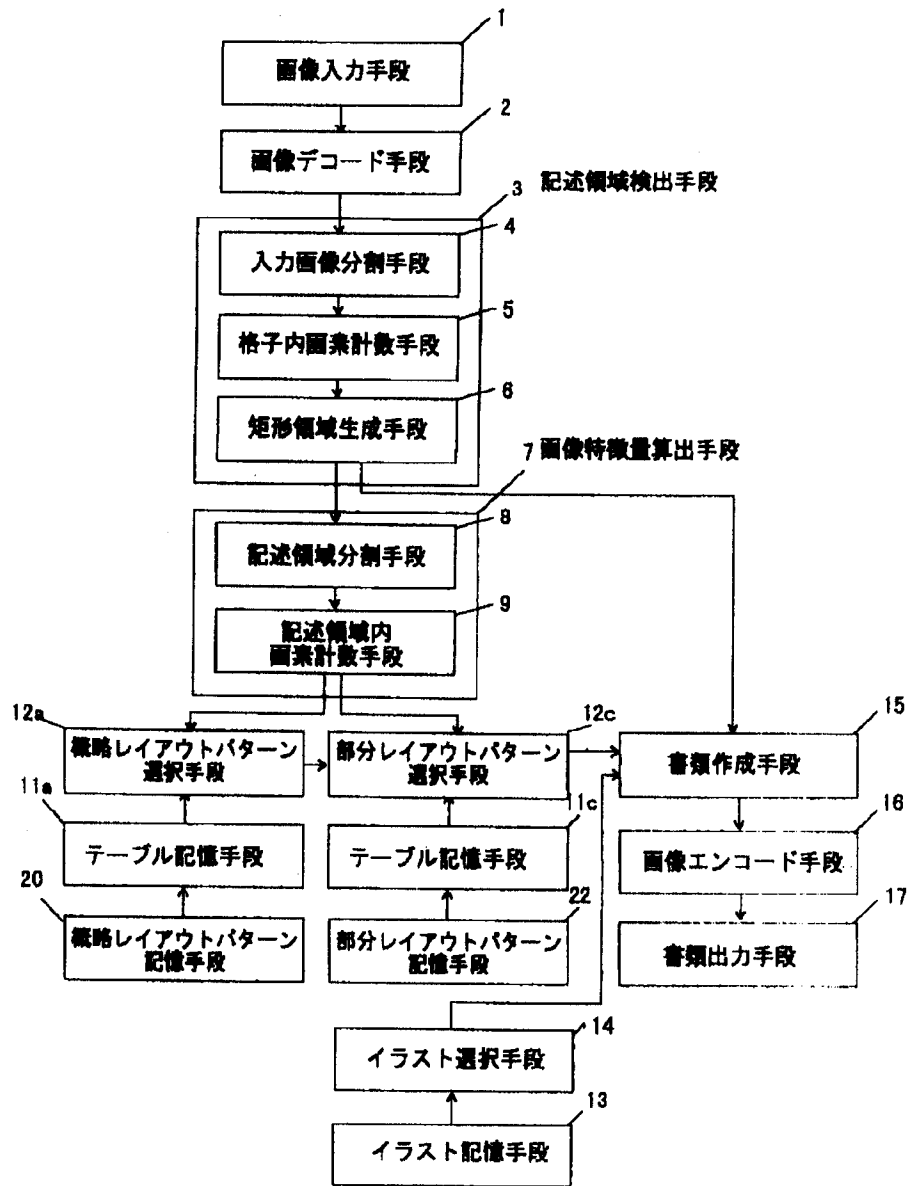 1
画像入力手段
2
画像デコード手段
3 記述領域検出手段
4
入力画像分割手段
5
格子内画素計数手段
6
矩形領域生成手段
7 画像特徴量算出手段
8
記述領域分割手段
9
記述領域内
画素計数手段
12a
概略レイアウトパターン
選択手段
12c
部分レイアウトパターン
選択手段
15
書類作成手段
11a
テーブル記憶手段
11c
テーブル記憶手段
16
画像エンコード手段
20
概略レイアウトパターン
記憶手段
22
部分レイアウトパターン
記憶手段
17
書類出力手段
14
イラスト選択手段
13
イラスト記憶手段